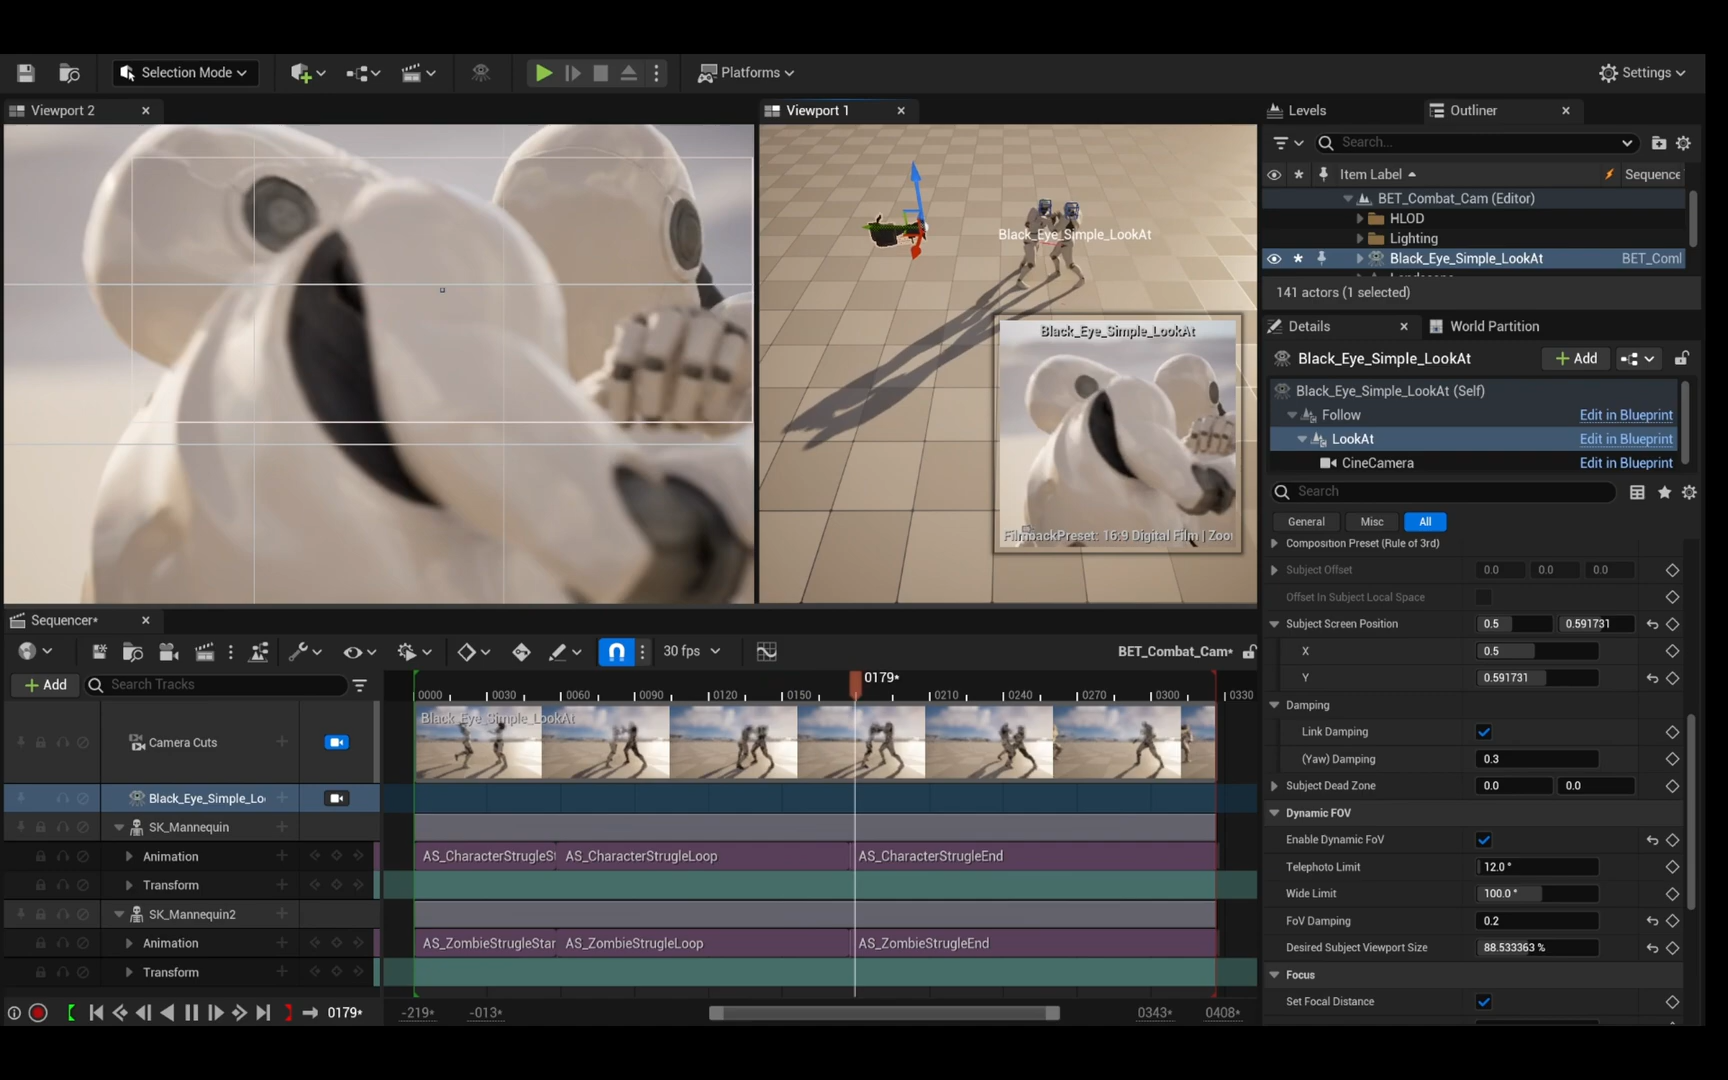 Selection Mode
Platforms
Settings
Viewport 2
Viewport 1
Levels
Outliner
Search...
Item Label
Sequence
BET_Combat_Cam (Editor)
HLOD
Lighting
Black_Eye_Simple_LookAt
BET_Coml
141 actors (1 selected)
Black_Eye_Simple_LookAt
Black_Eye_Simple_LookAt
FilmbackPreset: 16:9 Digital Film | Zoo
Details
World Partition
Black_Eye_Simple_LookAt
Add
Black_Eye_Simple_LookAt (Self)
Follow
Edit in Blueprint
LookAt
Edit in Blueprint
CineCamera
Edit in Blueprint
Search
General
Misc
All
Composition Preset (Rule of 3rd)
Subject Offset
0.0
0.0
0.0
Offset In Subject Local Space
Subject Screen Position
0.5
0.591731
X
0.5
Y
0.591731
Damping
Link Damping
(Yaw) Damping
0.3
Subject Dead Zone
0.0
0.0
Dynamic FOV
Enable Dynamic FoV
Telephoto Limit
12.0 °
Wide Limit
100.0 °
FoV Damping
0.2
Desired Subject Viewport Size
88.533363 %
Focus
Set Focal Distance
Sequencer*
30 fps
BET_Combat_Cam*
Add
Search Tracks
0179*
0000
0030
0060
0090
0120
0150
0210
0240
0270
0300
0330
Black_Eye_Simple_LookAt
Camera Cuts
Black_Eye_Simple_Lo
SK_Mannequin
Animation
AS_CharacterStrugleSt
AS_CharacterStrugleLoop
AS_CharacterStrugleEnd
Transform
SK_Mannequin2
Animation
AS_ZombieStrugleStar
AS_ZombieStrugleLoop
AS_ZombieStrugleEnd
Transform
0179*
-219*
-013*
0343*
0408*